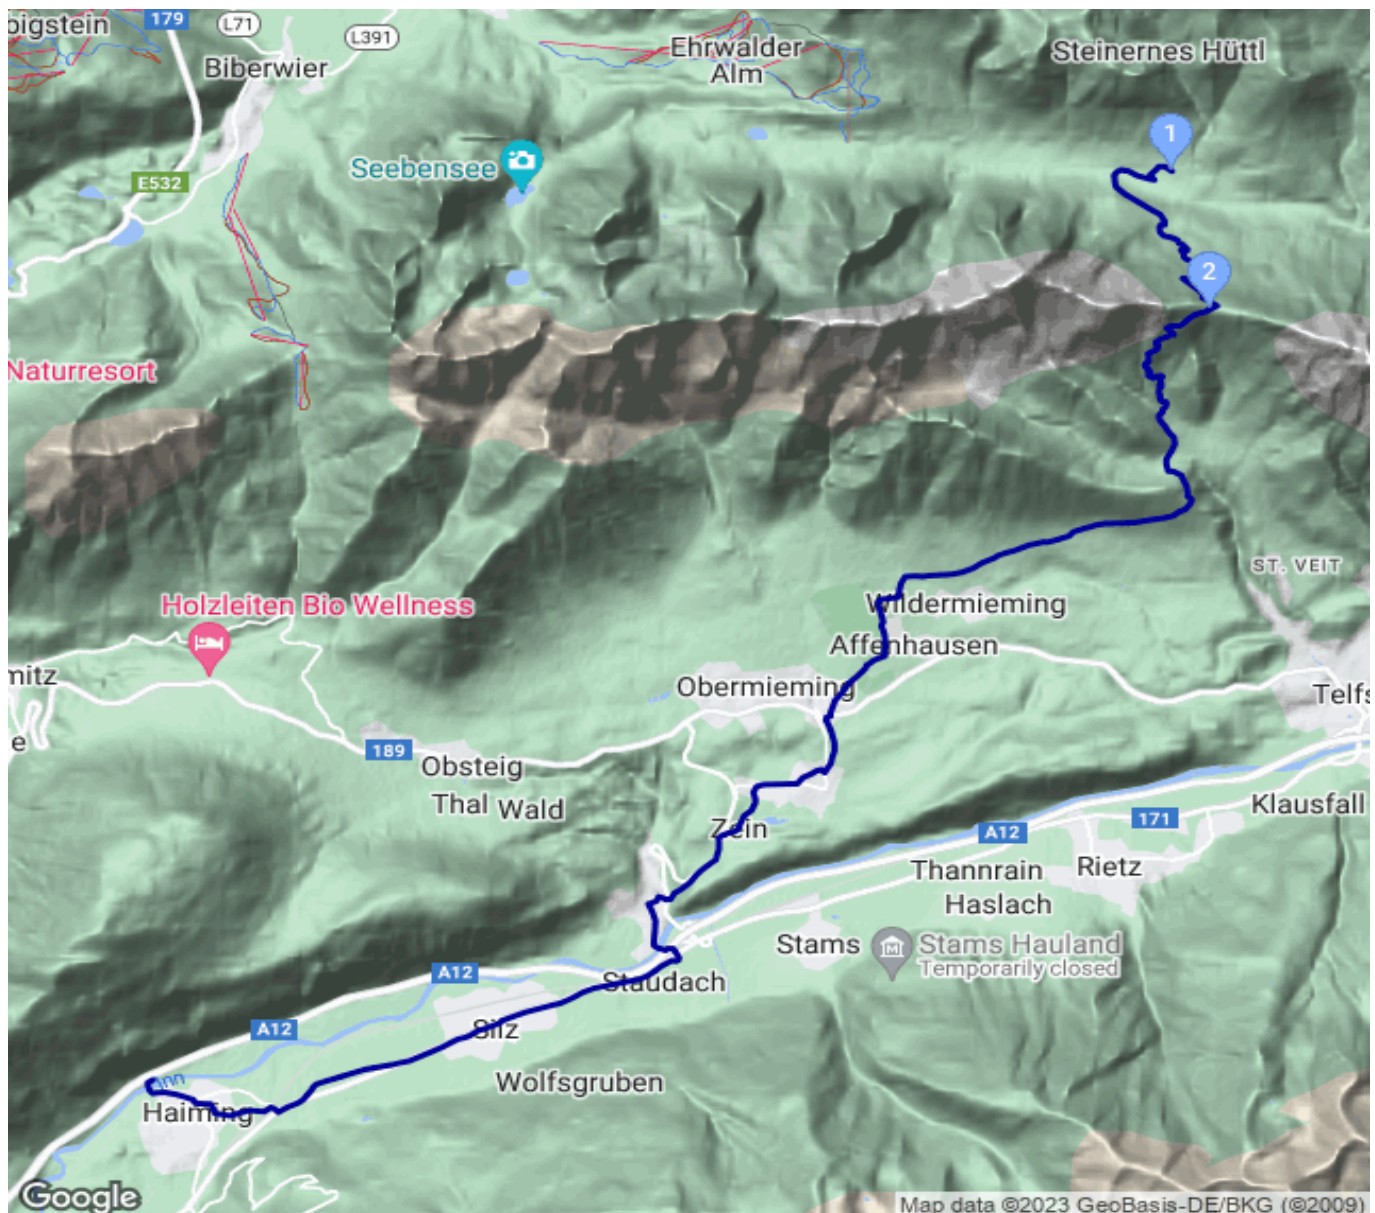 179
L71
L391
bigstein
Biberwier
Ehrwalder
Alm
Steinernes Hüttl
1
Seebensee
E532
2
Naturresort
ST. VEIT
Holzleiten Bio Wellness
Wildermieming
Affenhausen
mitz
Obermieming
Telfs
e
189
Obsteig
Thal Wald
Klausfall
171
Zein
A12
Thannrain
Rietz
Haslach
Stams
Stams Hauland
Temporarily closed
A12
Staudach
A12
Silz
Inn
Wolfsgruben
Haiming
Google
Map data ©2023 GeoBasis-DE/BKG (©2009)